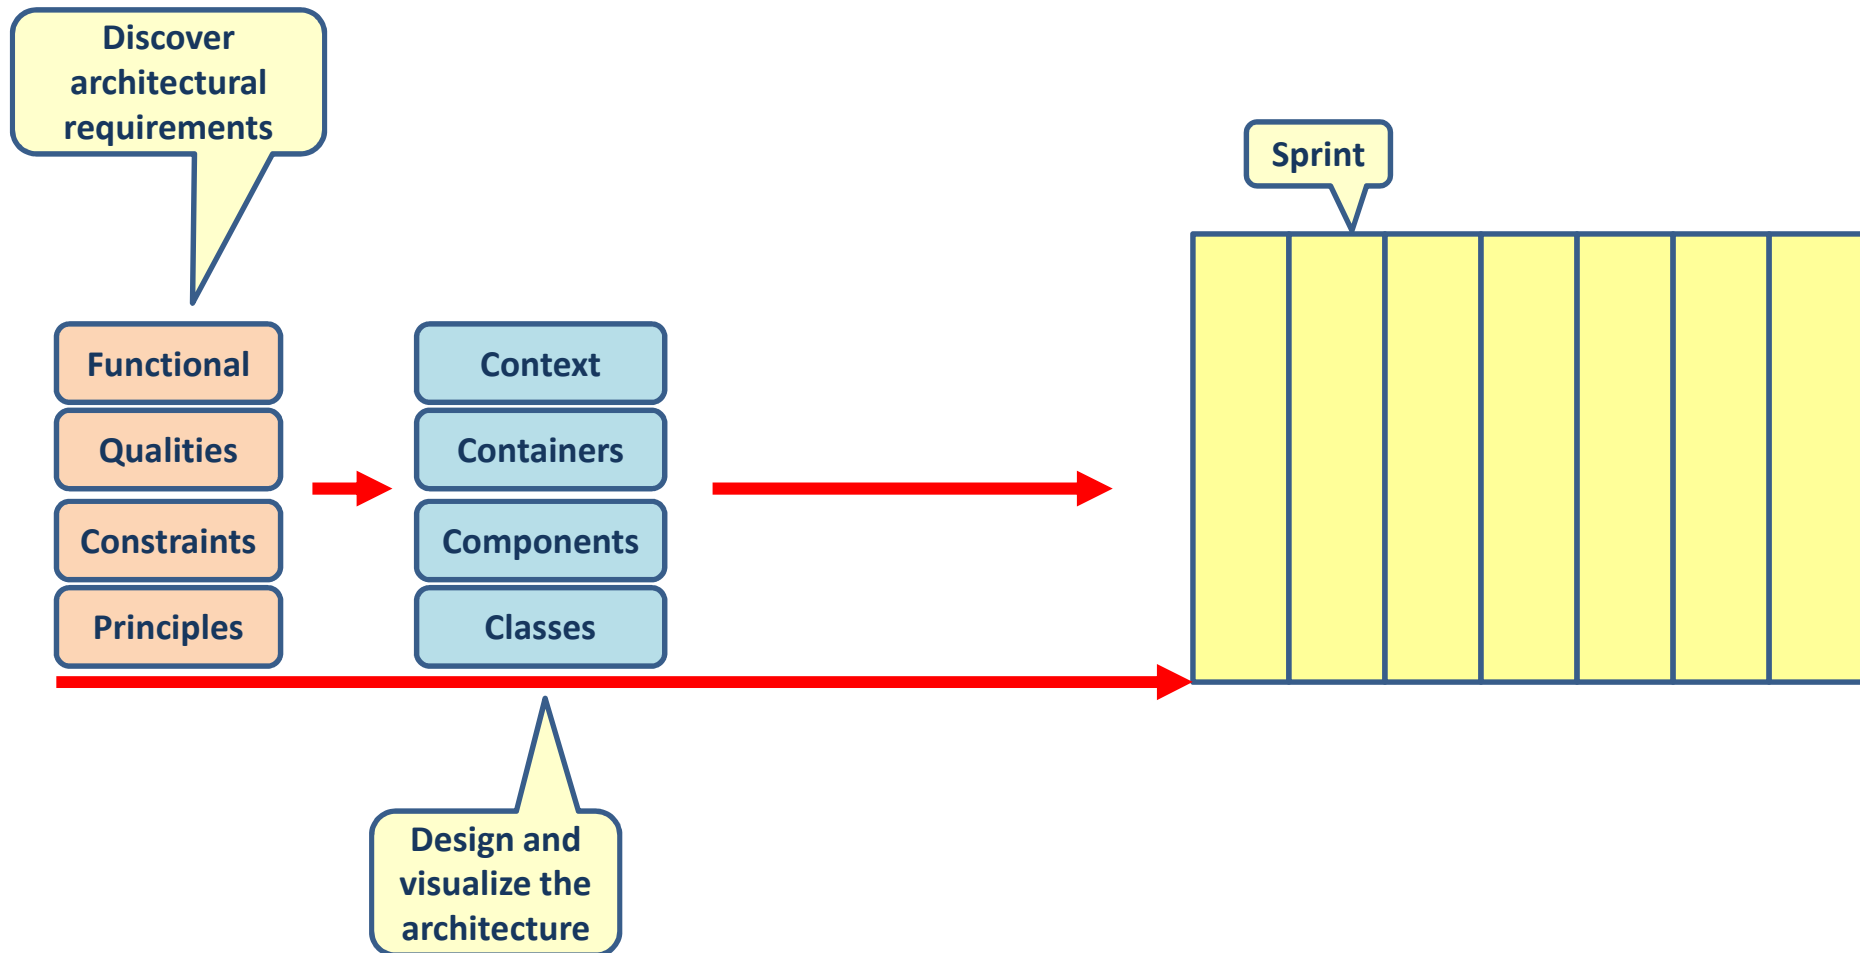 Discover
architectural
requirements
Sprint
Functional
Qualities
Constraints
Principles
Context
Containers
Components
Classes
Design and
visualize the
architecture